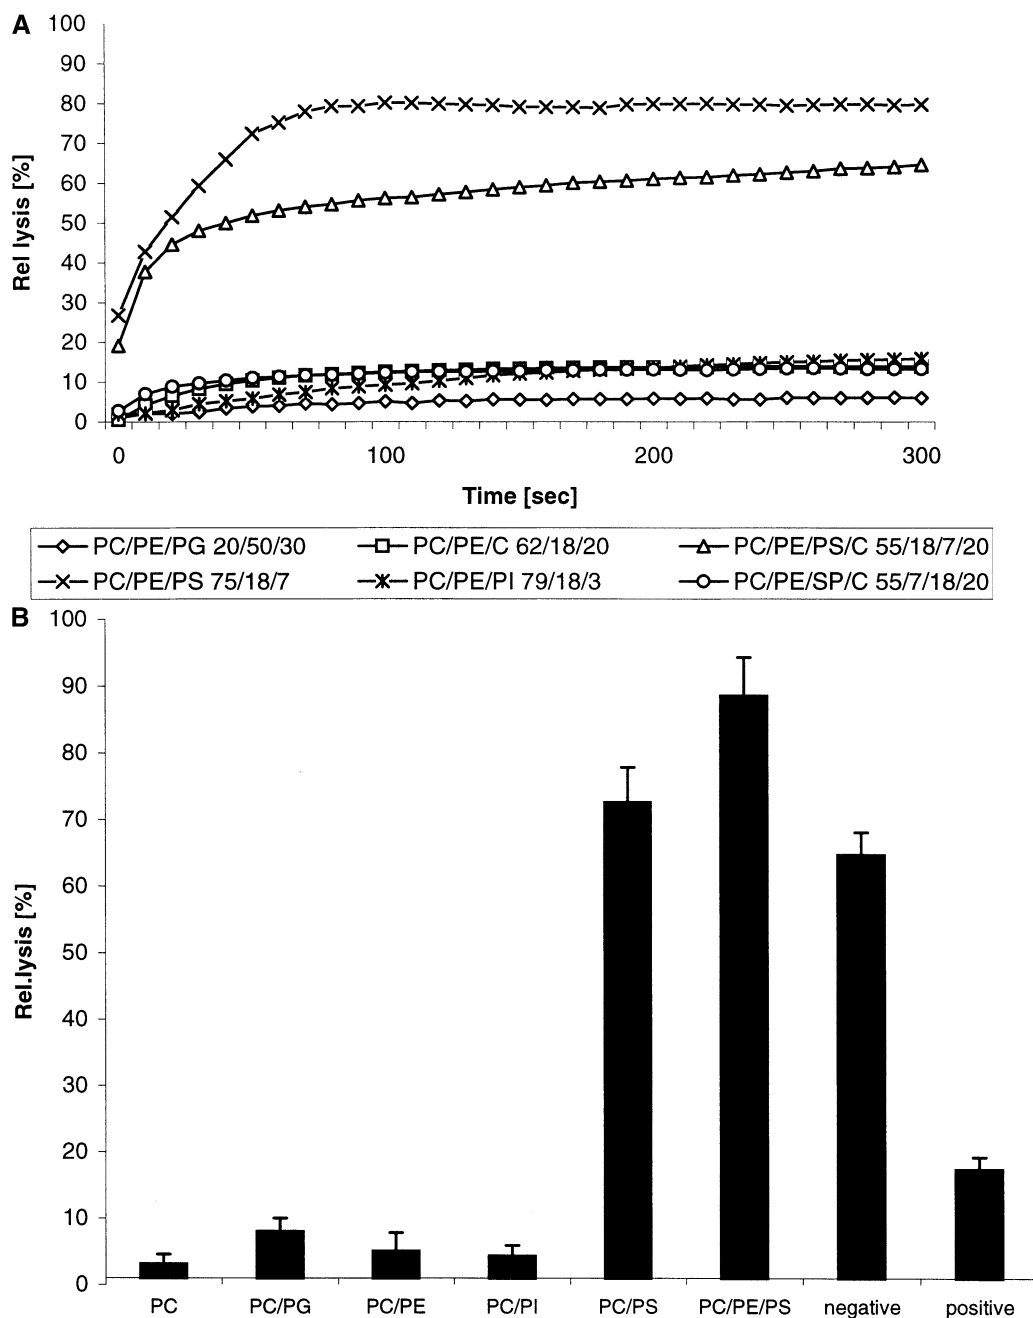 A
100
90
80
70
60
50
40
30
20
10
0
Rel lysis [%]
0 100 200 300
Time [sec]
PC/PE/PG 20/50/30 PC/PE/C 62/18/20 PC/PE/PS/C 55/18/7/20
PC/PE/PS 75/18/7 PC/PE/PI 79/18/3 PC/PE/SP/C 55/7/18/20
B
100
90
80
70
60
50
40
30
20
10
0
Rel.lysis [%]
PC PC/PG PC/PE PC/PI PC/PS PC/PE/PS negative positive